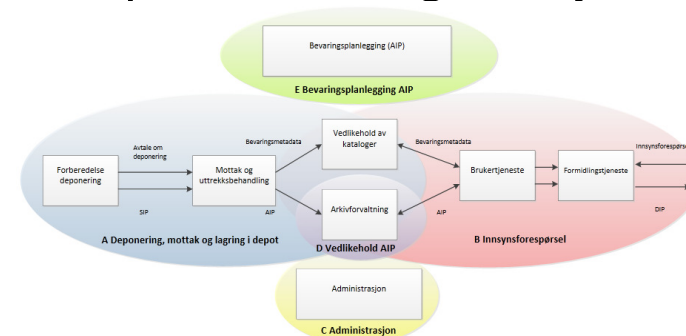 Bevaringsplanlegging (AIP)
E Bevaringsplanlegging AIP
Avtale om
deponering
Bevaringsmetadata
Vedlikehold av
kataloger
Bevaringsmetadata
Innsynsforespørsel
Forberedelse
deponering
Mottak og
uttrekksbehandling
Brukertjeneste
Formidlingstjeneste
SIP
AIP
Arkivforvaltning
AIP
DIP
A Deponering, mottak og lagring i depot
D Vedlikehold AIP
B Innsynsforespørsel
Administrasjon
C Administrasjon